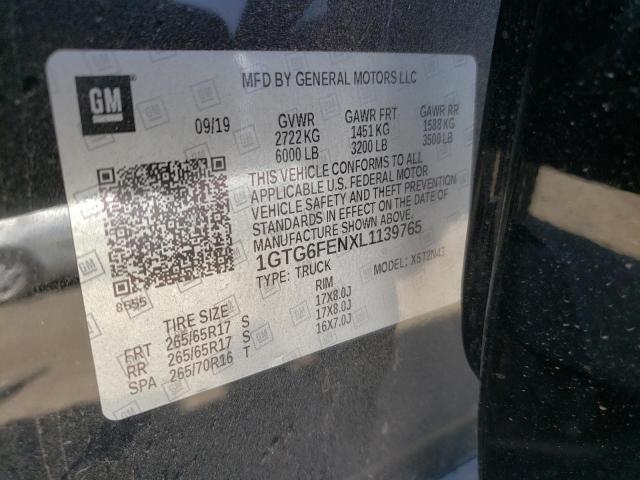 GM
MFD BY GENERAL MOTORS LLC
09/19
GVWR
2722 KG
6000 LB
GAWR FRT
1451 KG
3200 LB
GAWR RR
1588 KG
3500 LB
THIS VEHICLE CONFORMS TO ALL
APPLICABLE U.S. FEDERAL MOTOR
VEHICLE SAFETY AND THEFT PREVENTION
STANDARDS IN EFFECT ON THE DATE OF
MANUFACTURE SHOWN ABOVE.
1GTG6FENXL1139765
TYPE: TRUCK
MODEL: X5T2N43
8555
TIRE SIZE
RIM
FRT 265/65R17 S 17X8.0J
RR 265/65R17 S 17X8.0J
SPA 265/70R16 T 16X7.0J